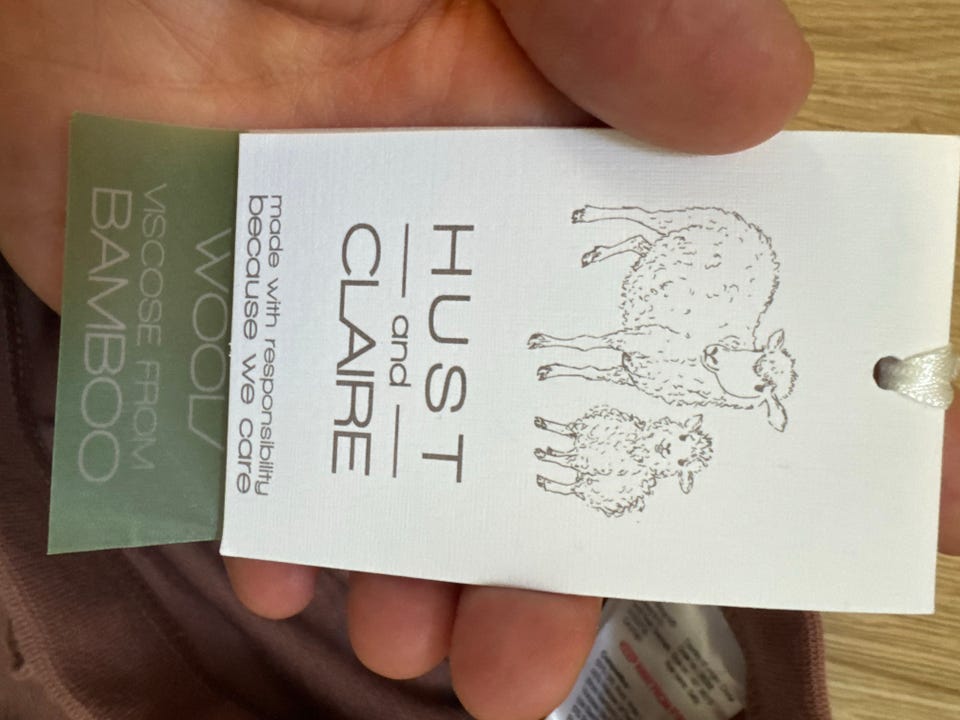 HUST
and
CLAIRE
made with responsibility
because we care
WOOL
VISCOSE FROM
BAMBOO